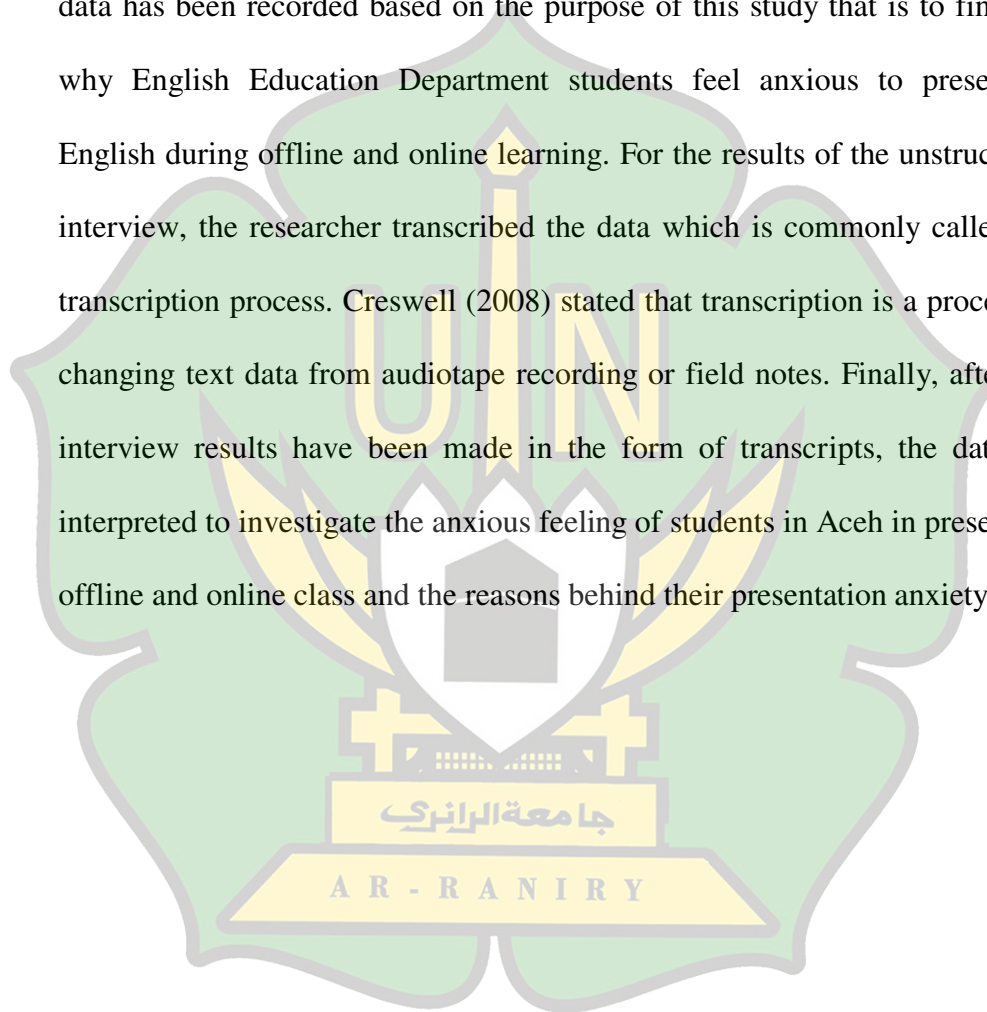 data has been recorded based on the purpose of this study that is to fin
why English Education Department students feel anxious to prese
English during offline and online learning. For the results of the unstruc
interview, the researcher transcribed the data which is commonly calle
transcription process. Creswell (2008) stated that transcription is a proce
changing text data from audiotape recording or field notes. Finally, afte
interview results have been made in the form of transcripts, the dat
interpreted to investigate the anxious feeling of students in Aceh in prese
offline and online class and the reasons behind their presentation anxiety
UIN
جامعة الرانري
AR-RANIRY